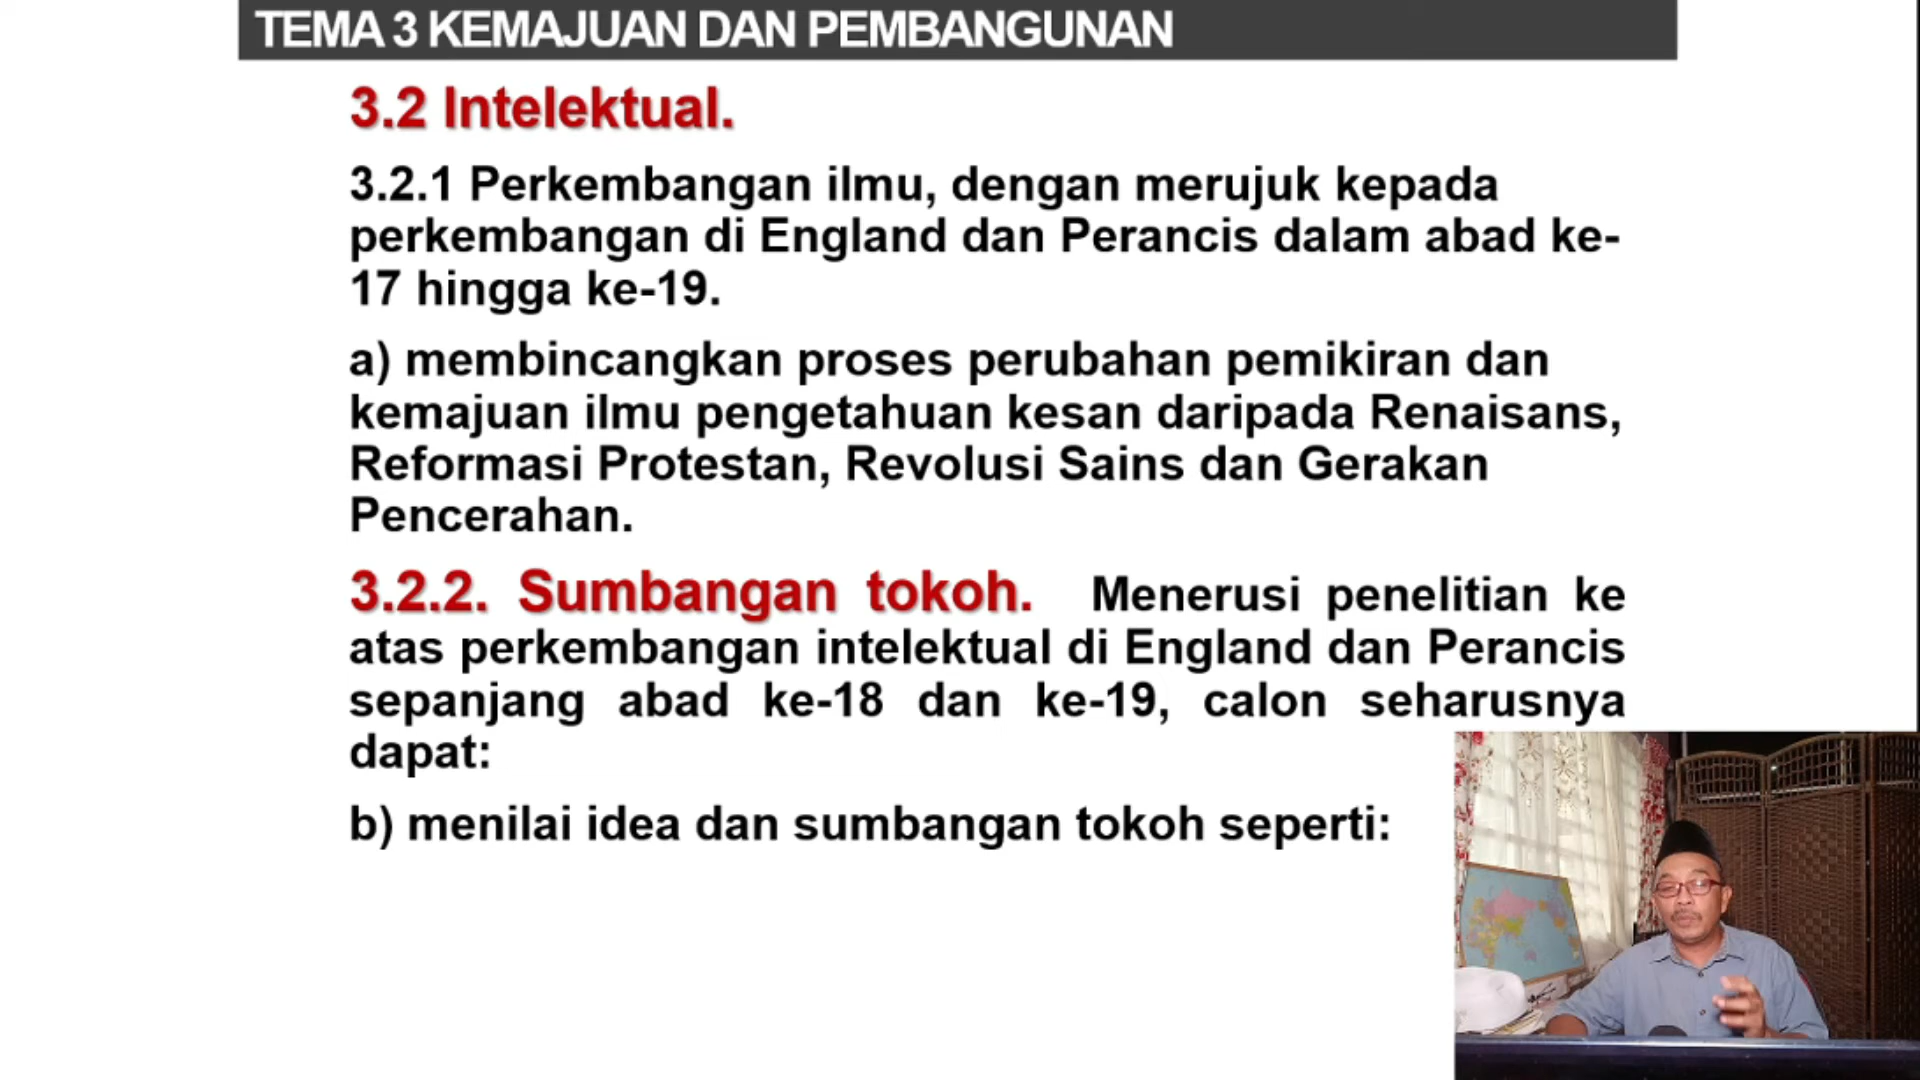 TEMA 3 KEMAJUAN DAN PEMBANGUNAN
3.2 Intelektual.
3.2.1 Perkembangan ilmu, dengan merujuk kepada
perkembangan di England dan Perancis dalam abad ke-
17 hingga ke-19.
a) membincangkan proses perubahan pemikiran dan
kemajuan ilmu pengetahuan kesan daripada Renaisans,
Reformasi Protestan, Revolusi Sains dan Gerakan
Pencerahan.
3.2.2. Sumbangan tokoh. Menerusi penelitian ke
atas perkembangan intelektual di England dan Perancis
sepanjang abad ke-18 dan ke-19, calon seharusnya
dapat:
b) menilai idea dan sumbangan tokoh seperti: